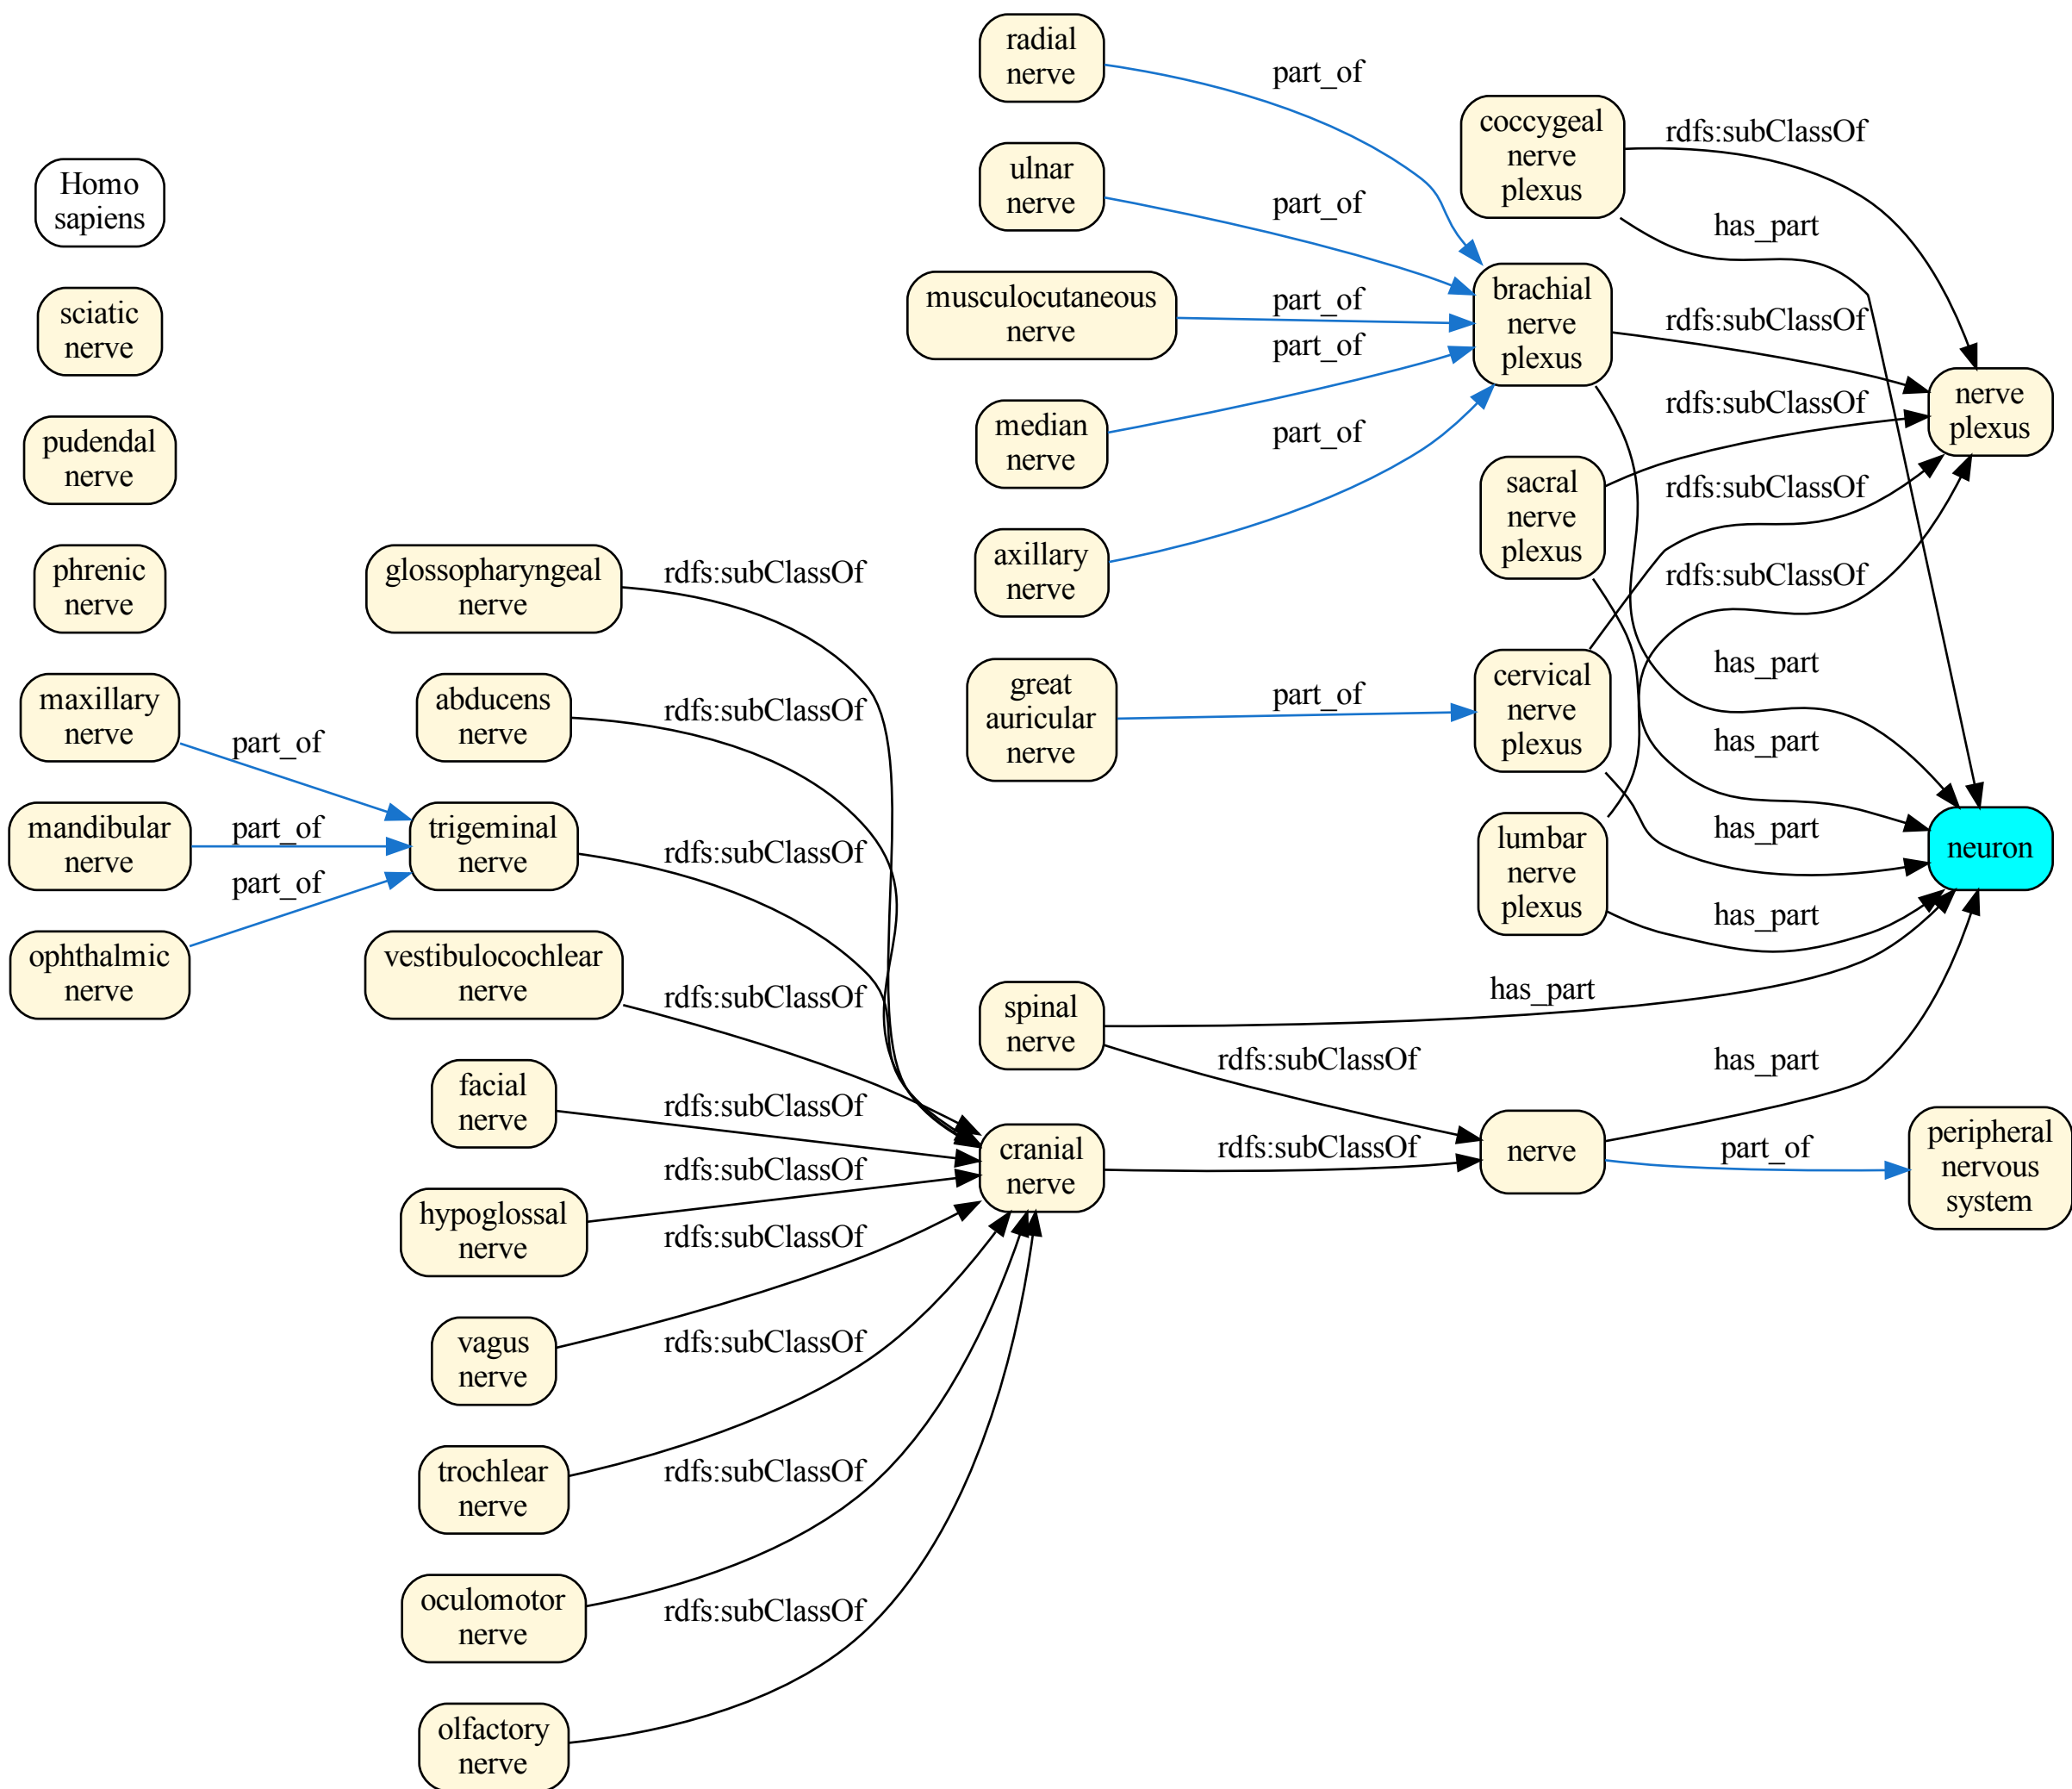 Homo
sapiens
sciatic
nerve
pudendal
nerve
phrenic
nerve
maxillary
nerve
mandibular
nerve
ophthalmic
nerve
part_of
part_of
part_of
glossopharyngeal
nerve
abducens
nerve
trigeminal
nerve
vestibulocochlear
nerve
facial
nerve
hypoglossal
nerve
vagus
nerve
trochlear
nerve
oculomotor
nerve
olfactory
nerve
rdfs:subClassOf
rdfs:subClassOf
rdfs:subClassOf
rdfs:subClassOf
rdfs:subClassOf
rdfs:subClassOf
rdfs:subClassOf
rdfs:subClassOf
rdfs:subClassOf
rdfs:subClassOf
radial
nerve
ulnar
nerve
musculocutaneous
nerve
median
nerve
axillary
nerve
great
auricular
nerve
spinal
nerve
cranial
nerve
part_of
part_of
part_of
part_of
part_of
part_of
has_part
rdfs:subClassOf
rdfs:subClassOf
coccygeal
nerve
plexus
brachial
nerve
plexus
sacral
nerve
plexus
cervical
nerve
plexus
lumbar
nerve
plexus
nerve
rdfs:subClassOf
has_part
rdfs:subClassOf
rdfs:subClassOf
rdfs:subClassOf
rdfs:subClassOf
has_part
has_part
has_part
has_part
has_part
part_of
nerve
plexus
neuron
peripheral
nervous
system